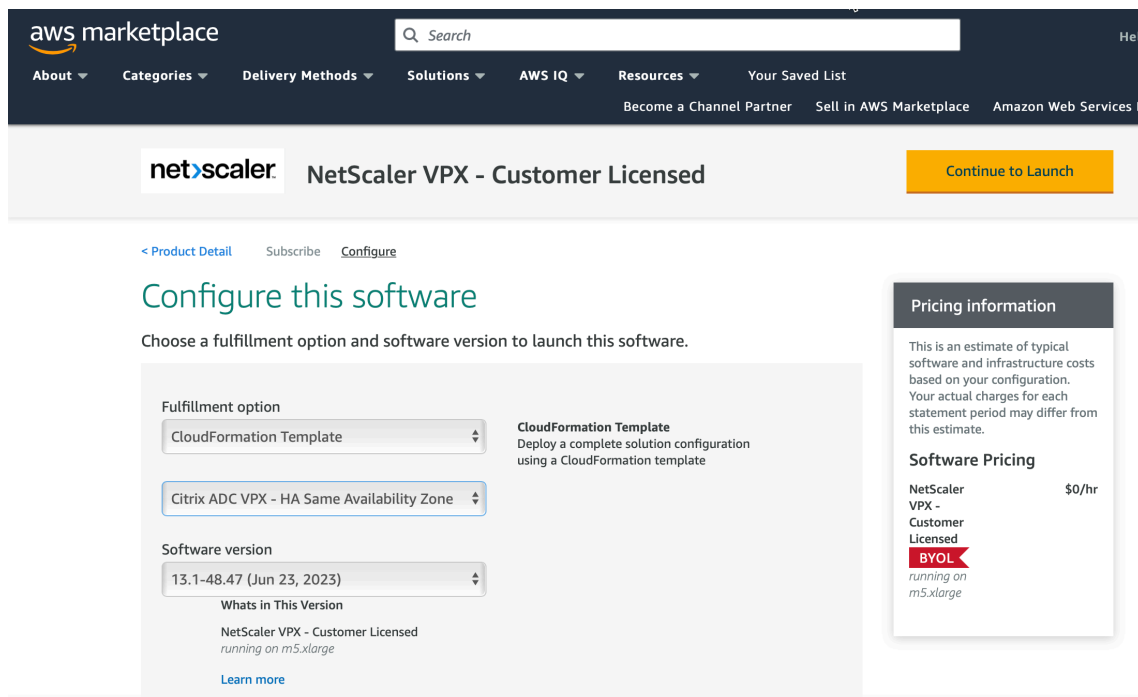 aws marketplace
Search
Hel
About
Categories
Delivery Methods
Solutions
AWS IQ
Resources
Your Saved List
Become a Channel Partner
Sell in AWS Marketplace
Amazon Web Services
net>scaler
NetScaler VPX - Customer Licensed
Continue to Launch
< Product Detail
Subscribe
Configure
Configure this software
Choose a fulfillment option and software version to launch this software.
Fulfillment option
CloudFormation Template
CloudFormation Template
Deploy a complete solution configuration
using a CloudFormation template
Citrix ADC VPX - HA Same Availability Zone
Software version
13.1-48.47 (Jun 23, 2023)
Whats in This Version
NetScaler VPX - Customer Licensed
running on m5.xlarge
Learn more
Pricing information
This is an estimate of typical
software and infrastructure costs
based on your configuration.
Your actual charges for each
statement period may differ from
this estimate.
Software Pricing
NetScaler
VPX -
Customer
Licensed
$0/hr
BYOL
running on
m5.xlarge